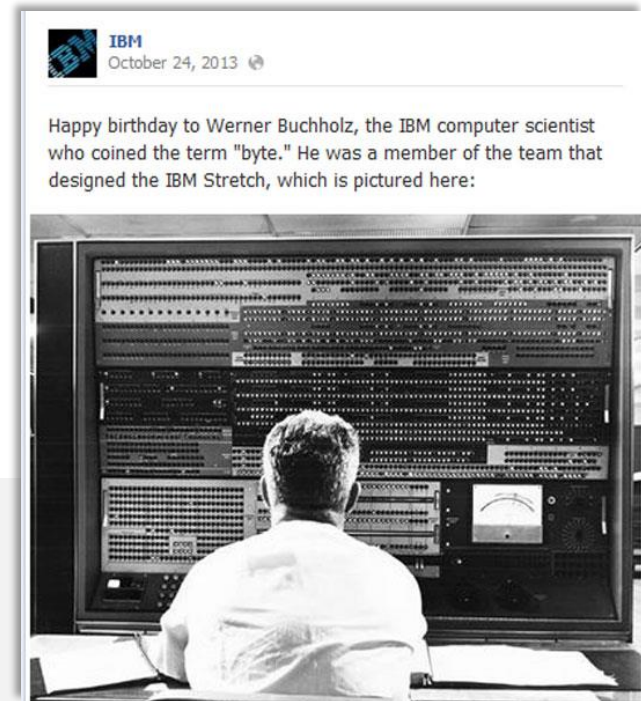 IBM
IBM
October 24, 2013
Happy birthday to Werner Buchholz, the IBM computer scientist
who coined the term "byte." He was a member of the team that
designed the IBM Stretch, which is pictured here: